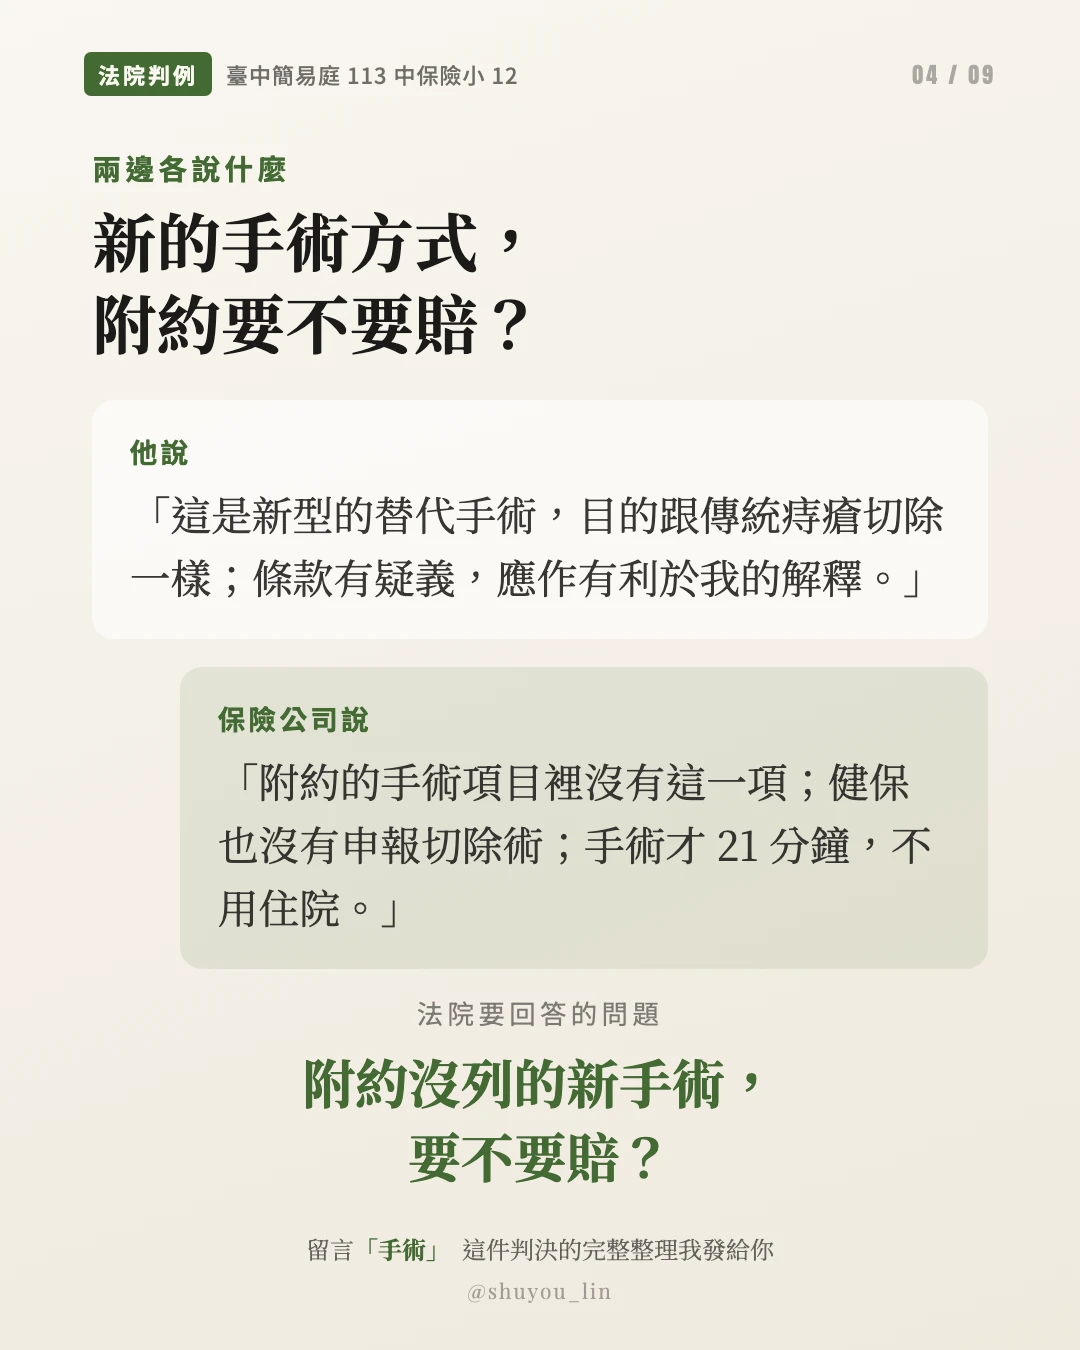 法院判例 臺中簡易庭 113 中保險小 12 04 / 09
兩邊各說什麼
新的手術方式，
附約要不要賠？
他說
「這是新型的替代手術，目的跟傳統痔瘡切除
一樣；條款有疑義，應作有利於我的解釋。」
保險公司說
「附約的手術項目裡沒有這一項；健保
也沒有申報切除術；手術才 21 分鐘，不
用住院。」
法院要回答的問題
附約沒列的新手術，
要不要賠？
留言「手術」 這件判決的完整整理我發給你
@shuyou_lin